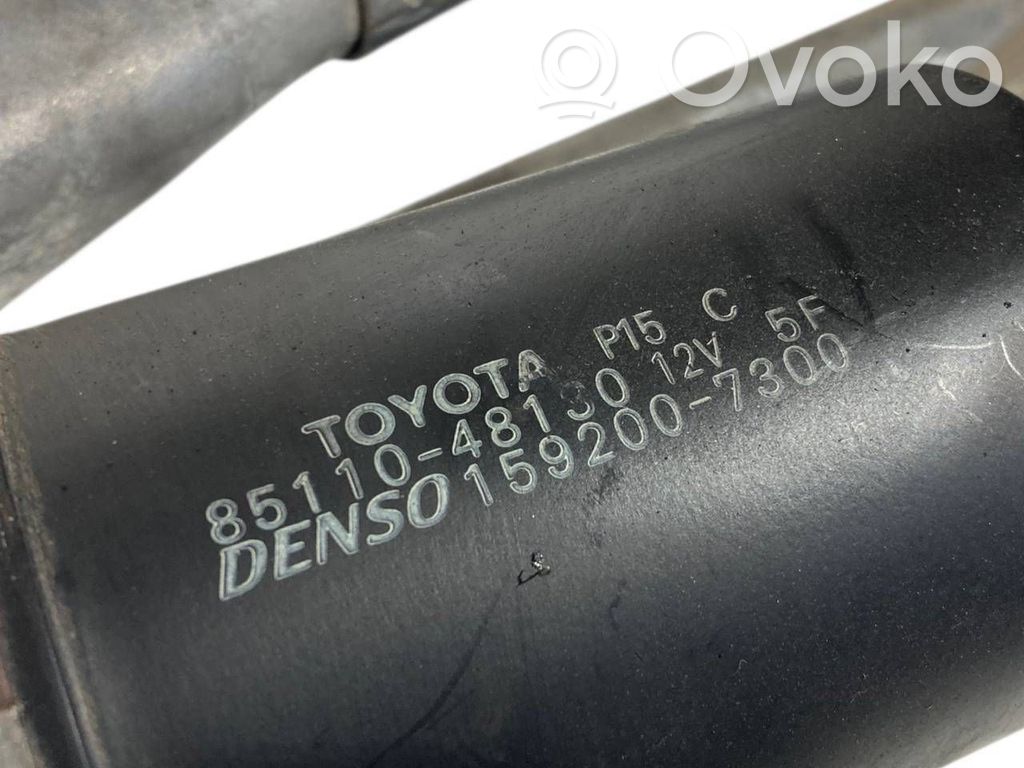 Ovoko
TOYOTA P15 C
85110-48130 12V 5F
DENSO 159200-7300